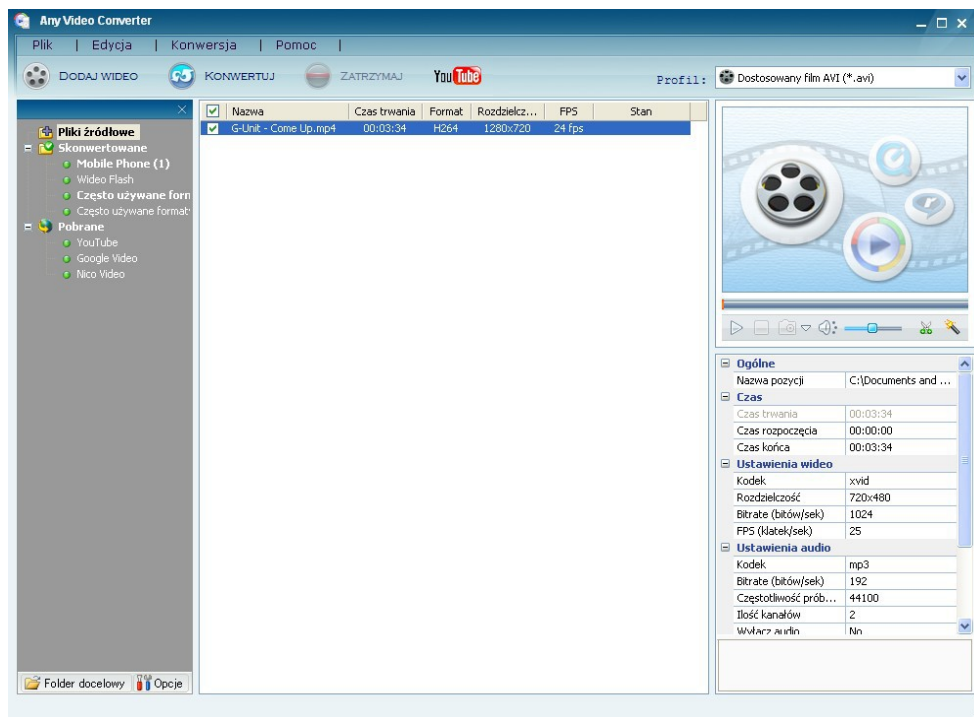 Any Video Converter
Plik | Edycja | Konwersja | Pomoc |
DODAJ WIDEO KONWERTUJ ZATRZYMAJ You Tube Profil: Dostosowany film AVI (*.avi)
Pliki źródłowe
Skonwertowane
Mobile Phone (1)
Wideo Flash
Często używane form
Często używane format
Pobrane
YouTube
Google Video
Nico Video
Folder docelowy Opcje
Nazwa Czas trwania Format Rozdzielcz... FPS Stan
G-Unit - Come Up.mp4 00:03:34 H264 1280x720 24 fps
Ogólne
Nazwa pozycji C:\Documents and ...
Czas
Czas trwania 00:03:34
Czas rozpoczęcia 00:00:00
Czas końca 00:03:34
Ustawienia wideo
Kodek xvid
Rozdzielczość 720x480
Bitrate (bitów/sek) 1024
FPS (klatek/sek) 25
Ustawienia audio
Kodek mp3
Bitrate (bitów/sek) 192
Częstotliwość prób... 44100
Ilość kanałów 2
Wyłącz audio No